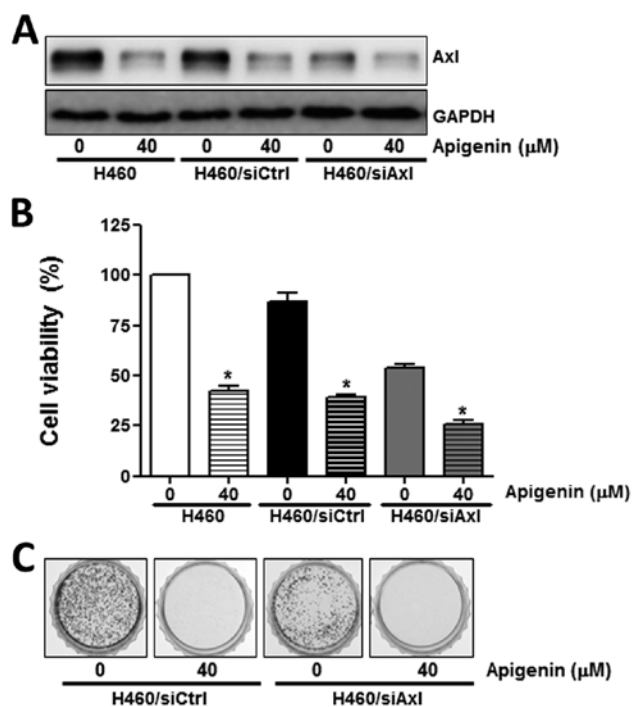 A
Axl
GAPDH
0 40 0 40 0 40 Apigenin (μM)
H460 H460/siCtrl H460/siAxl
B
Cell viability (%)
125
100
75
50
25
0
* * *
0 40 0 40 0 40 Apigenin (μM)
H460 H460/siCtrl H460/siAxl
C
0 40 0 40 Apigenin (μM)
H460/siCtrl H460/siAxl